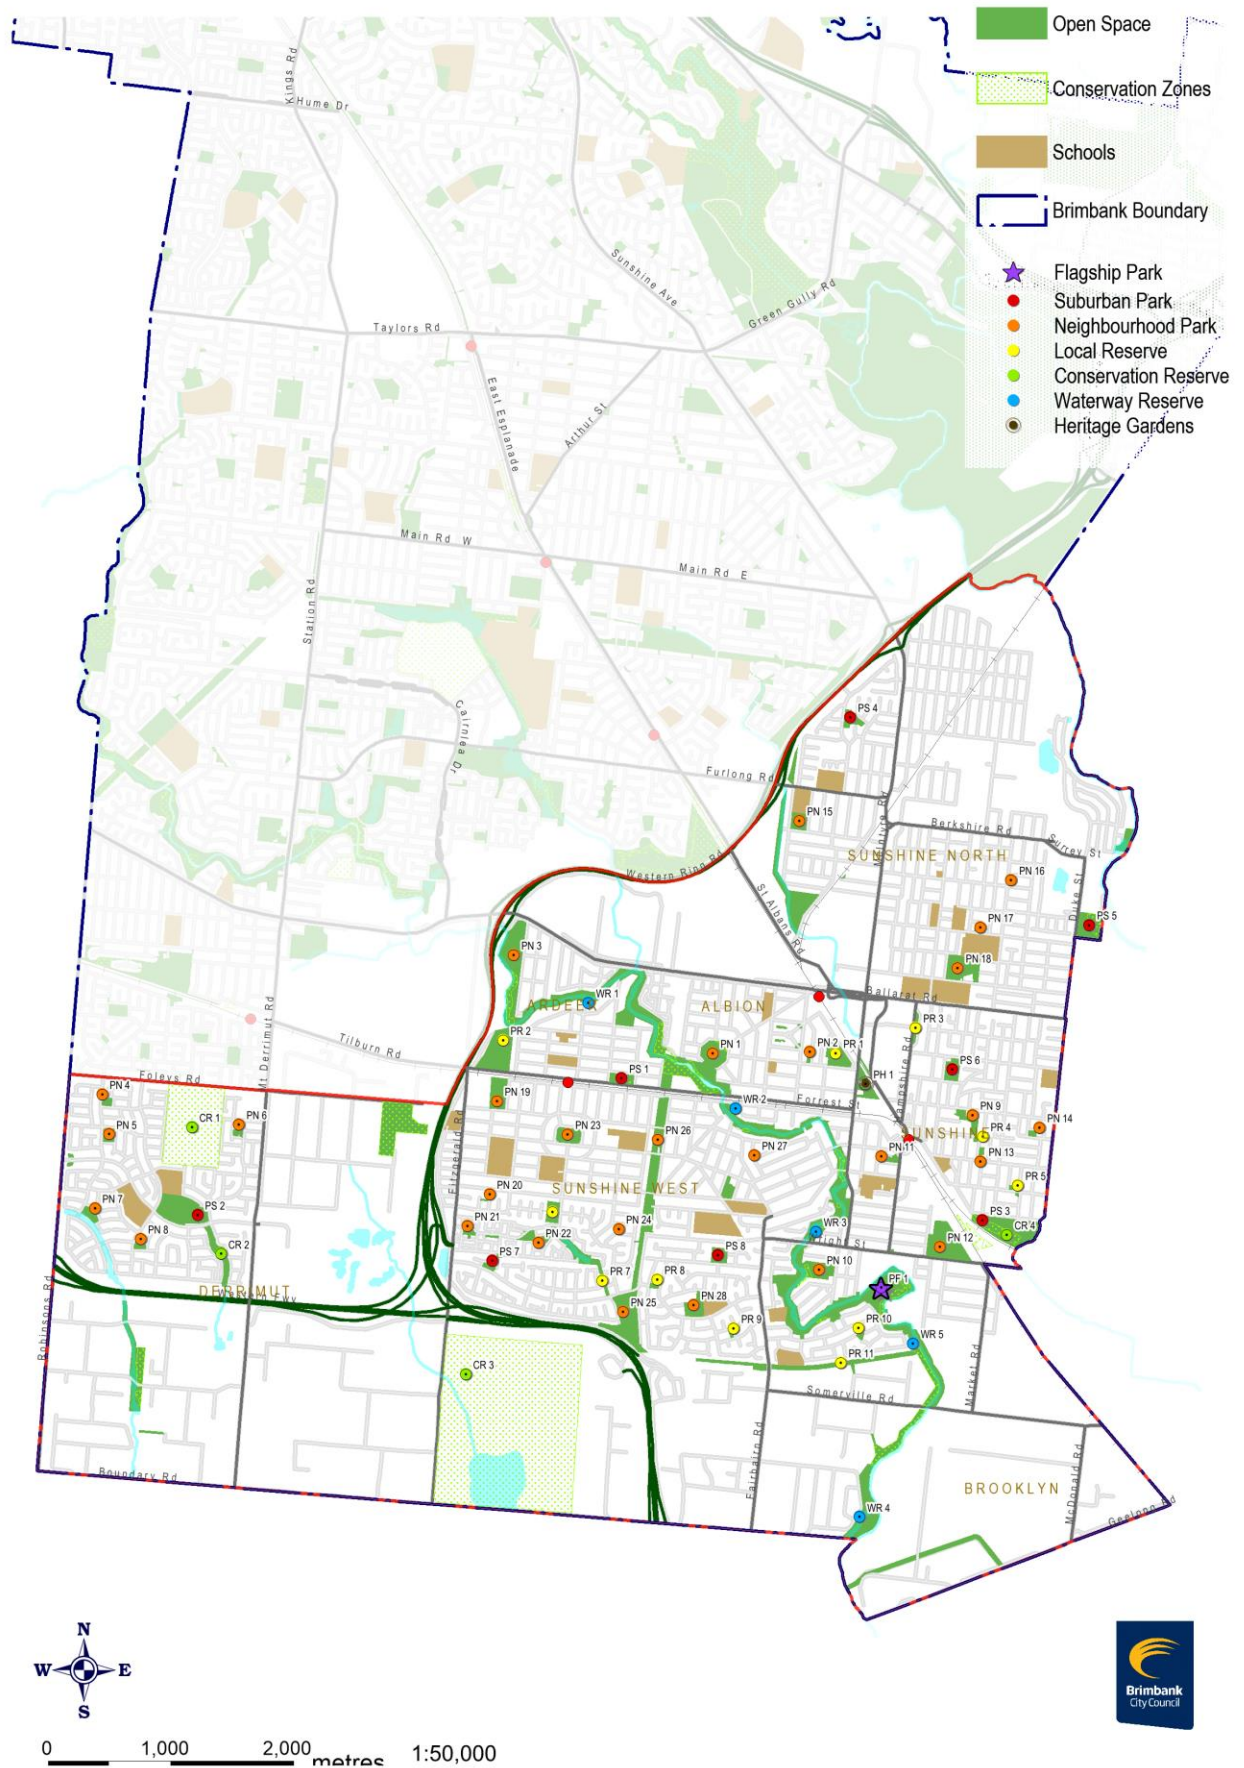 Open Space
Conservation Zones
Schools
Brimbank Boundary
Flagship Park
Suburban Park
Neighbourhood Park
Local Reserve
Conservation Reserve
Waterway Reserve
Heritage Gardens
Kings Rd
Hume Dr
Sunshine Ave
Green Gully Rd
Taylors Rd
East Esplanade
Arthur St
Main Rd W
Main Rd E
Station Rd
Cairnlea Dr
Furlong Rd
PS 4
PN 15
McIntyre Rd
Berkshire Rd
Surrey St
SUNSHINE NORTH
Western Ring Rd
PN 16
Duke St
St Albans Rd
PS 5
PN 17
PN 3
PN 18
WR 1
ARDEER
ALBION
Ballarat Rd
Mt Derrimut Rd
Tilburn Rd
PR 2
PR 3
PN 1
PN 2
PR 1
PS 6
Foleys Rd
PS 1
PH 1
Hampshire Rd
PN 4
PN 19
WR 2
Forrest St
PN 9
PN 14
CR 1
PN 6
PN 5
Fitzgerald Rd
PN 23
PN 26
SUNSHINE
PR 4
PN 27
PN 11
PN 13
PN 20
SUNSHINE WEST
PR 5
PN 7
PS 2
PN 21
PN 24
PS 3
CR 4
PN 8
PN 22
WR 3
Wright St
PN 12
CR 2
PS 7
PS 8
PN 10
PR 7
PR 8
PF 1
DERRIMUT
Robinsons Rd
PN 25
PN 28
PR 9
PR 10
WR 5
CR 3
PR 11
Market Rd
Somerville Rd
Fairbairn Rd
Boundary Rd
BROOKLYN
McDonald Rd
Geelong Rd
WR 4
N
W E
S
Brimbank
City Council
0 1,000 2,000 metres 1:50,000